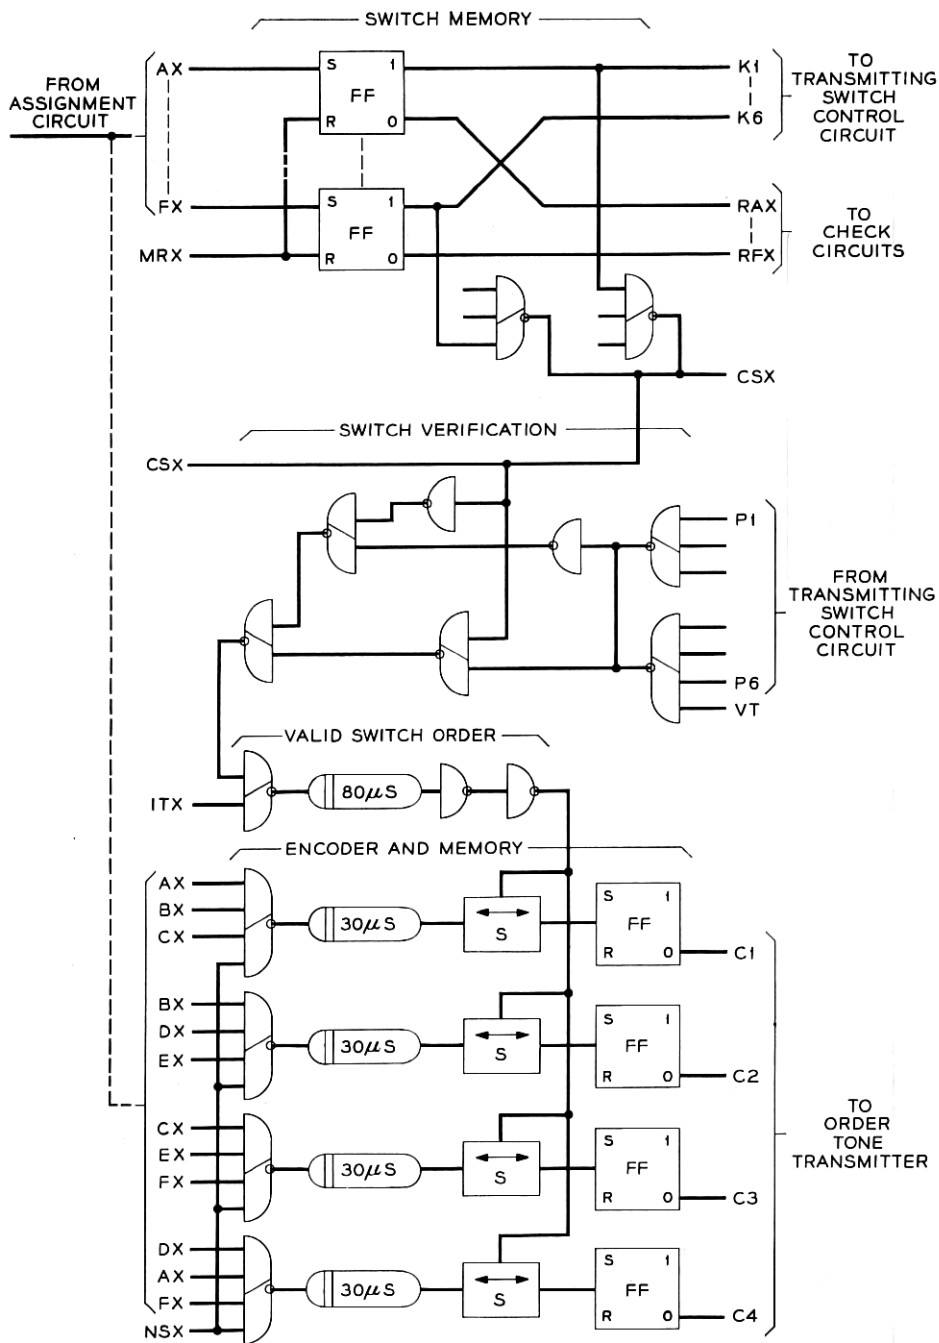 SWITCH MEMORY
FROM
ASSIGNMENT
CIRCUIT
AX
FX
MRX
S 1
FF
R 0
S 1
FF
R 0
K1
K6
TO
TRANSMITTING
SWITCH
CONTROL
CIRCUIT
RAX
RFX
TO
CHECK
CIRCUITS
CSX
SWITCH VERIFICATION
CSX
P1
P6
VT
FROM
TRANSMITTING
SWITCH
CONTROL
CIRCUIT
VALID SWITCH ORDER
ITX
80μS
ENCODER AND MEMORY
AX
BX
CX
30μS
S
S 1
FF
R 0
C1
BX
DX
EX
30μS
S
S 1
FF
R 0
C2
CX
EX
FX
30μS
S
S 1
FF
R 0
C3
DX
AX
FX
NSX
30μS
S
S 1
FF
R 0
C4
TO
ORDER
TONE
TRANSMITTER